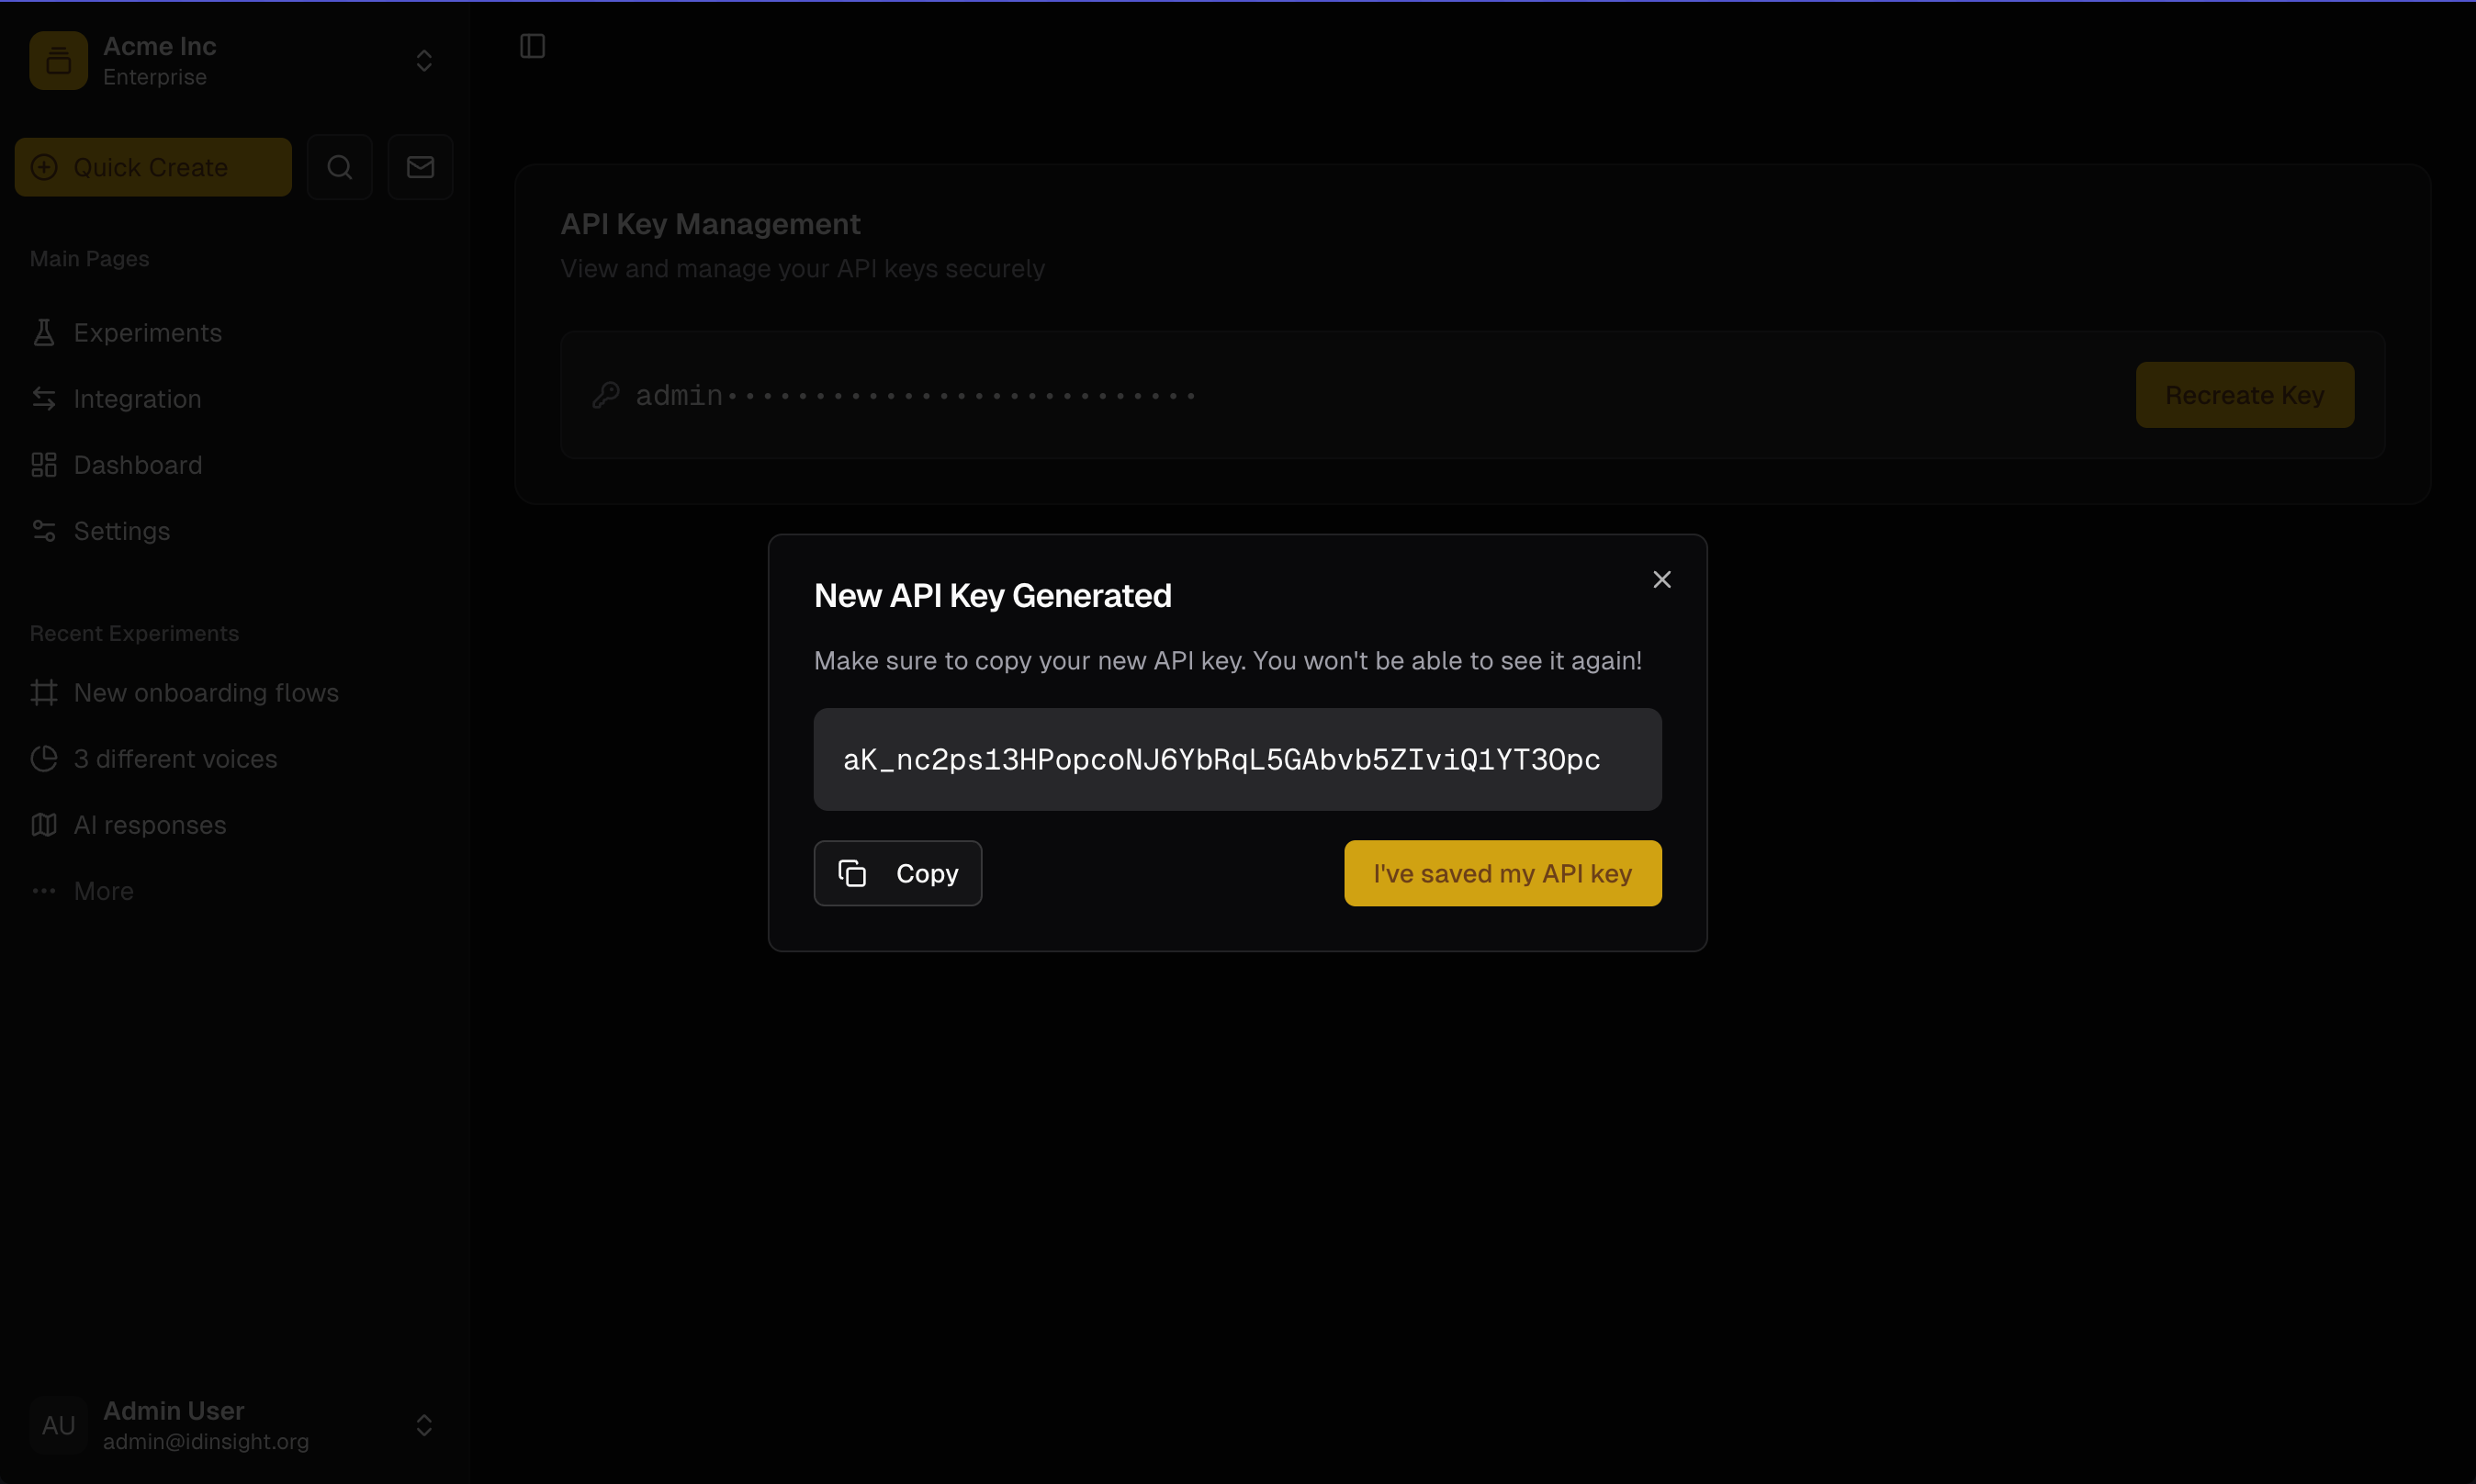 Acme Inc
Enterprise
Quick Create
Main Pages
Experiments
Integration
Dashboard
Settings
Recent Experiments
New onboarding flows
3 different voices
AI responses
More
AU
Admin User
admin@idinsight.org
API Key Management
View and manage your API keys securely
admin•••••••••••••••••••••••••••
Recreate Key
New API Key Generated
Make sure to copy your new API key. You won't be able to see it again!
aK_nc2ps13HPopcoNJ6YbRqL5GAbvb5ZIviQ1YT3Opc
Copy
I've saved my API key